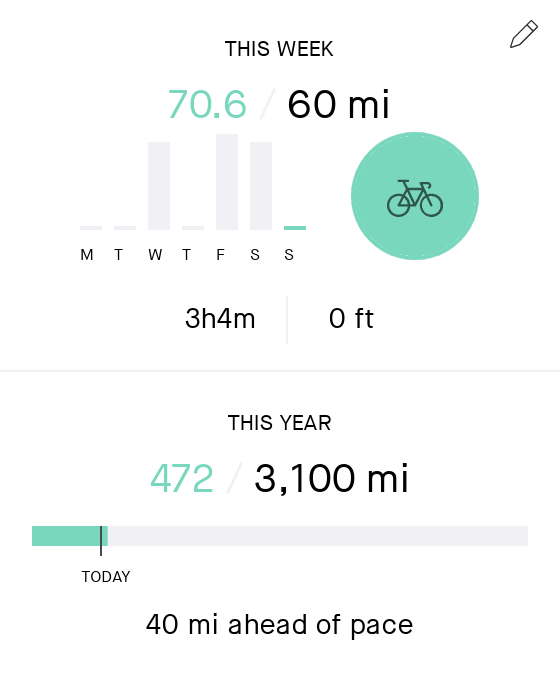 THIS WEEK
70.6 / 60 mi
M T W T F S S
3h4m 0 ft
THIS YEAR
472 / 3,100 mi
TODAY
40 mi ahead of pace